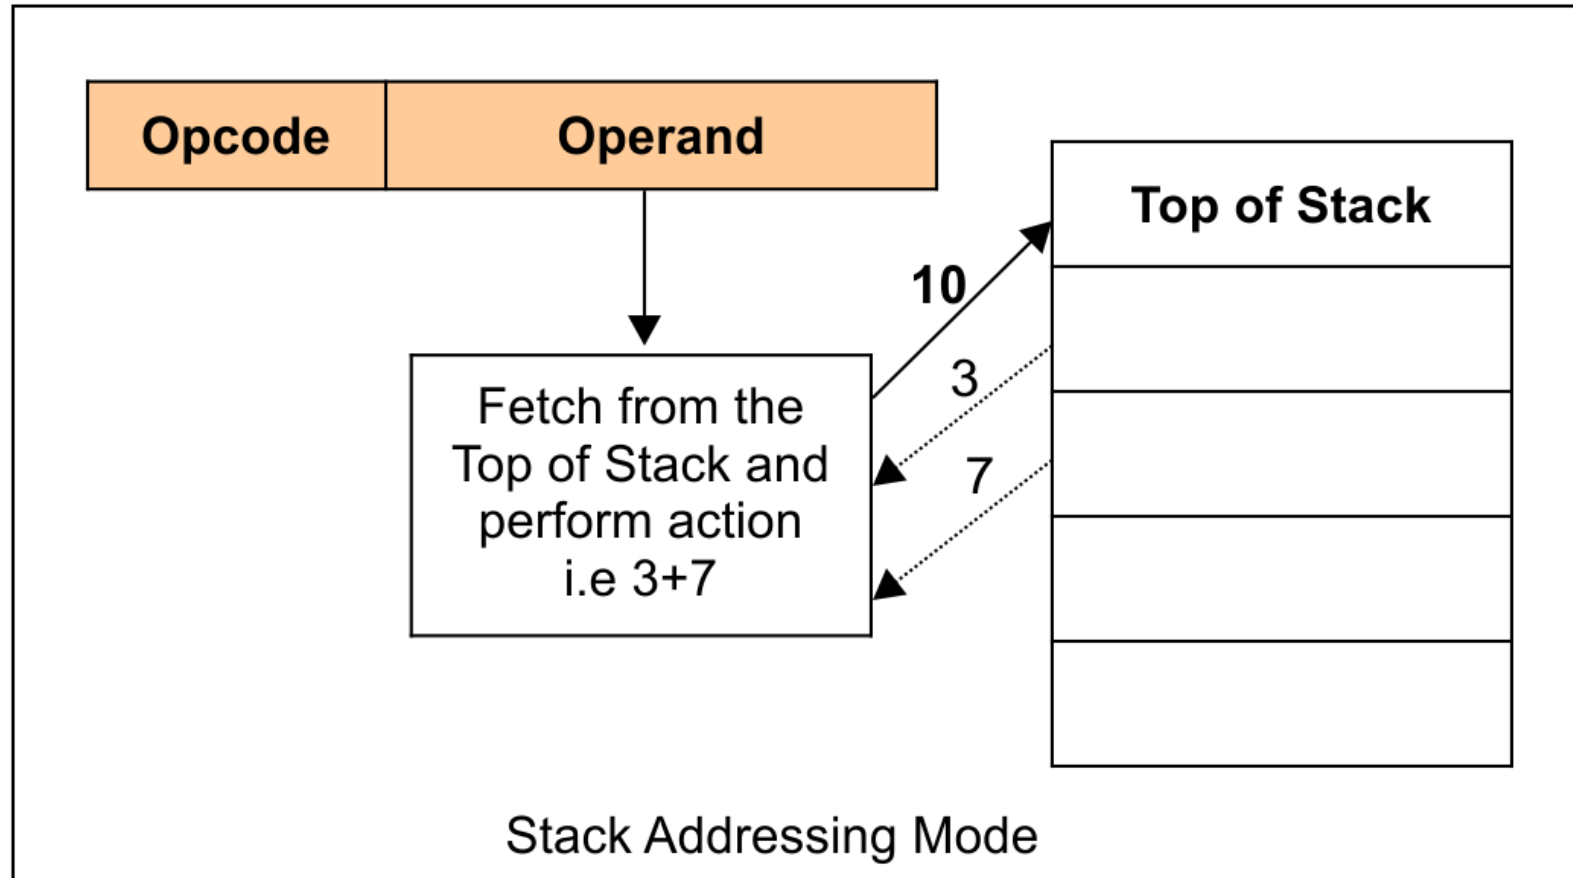 Opcode
Operand
Top of Stack
10
3
7
Fetch from the
Top of Stack and
perform action
i.e 3+7
Stack Addressing Mode